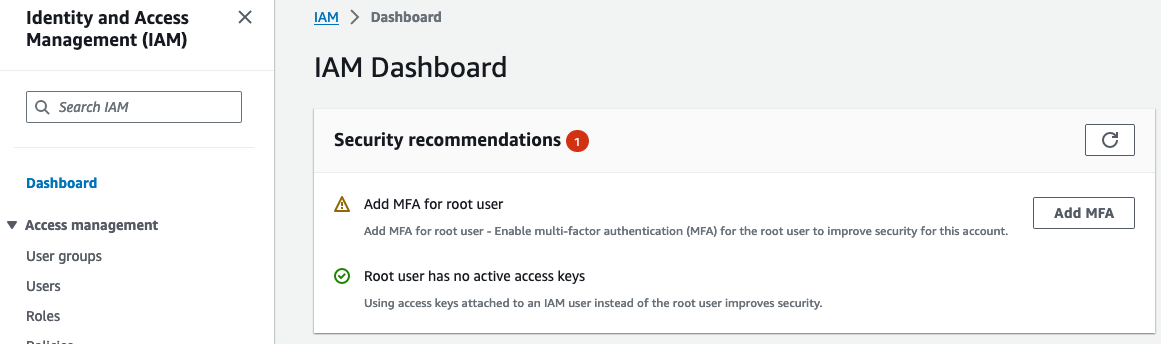 Identity and Access
Management (IAM)
Search IAM
Dashboard
Access management
User groups
Users
Roles
Policies
IAM > Dashboard
IAM Dashboard
Security recommendations 1
Add MFA for root user
Add MFA for root user - Enable multi-factor authentication (MFA) for the root user to improve security for this account.
Add MFA
Root user has no active access keys
Using access keys attached to an IAM user instead of the root user improves security.